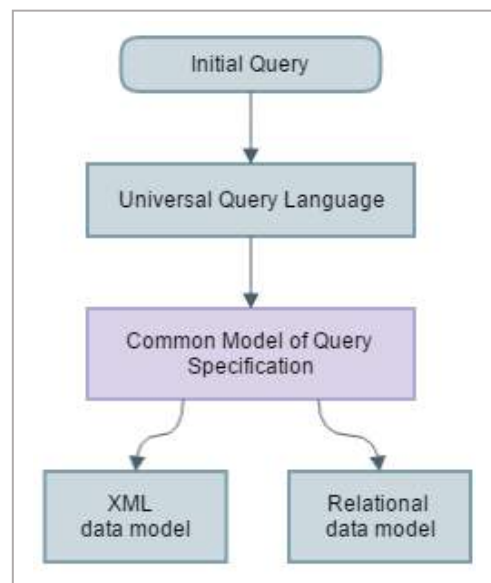 Initial Query
Universal Query Language
Common Model of Query
Specification
XML
data model
Relational
data model